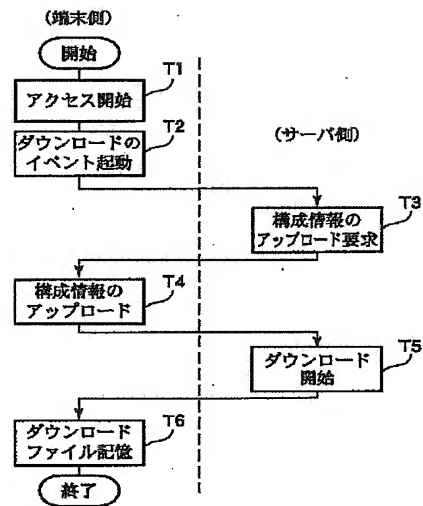 (端末側)
開始
T1
アクセス開始
T2
ダウンロードの
イベント起動
(サーバ側)
T3
構成情報の
アップロード要求
T4
構成情報の
アップロード
T5
ダウンロード
開始
T6
ダウンロード
ファイル記憶
終了